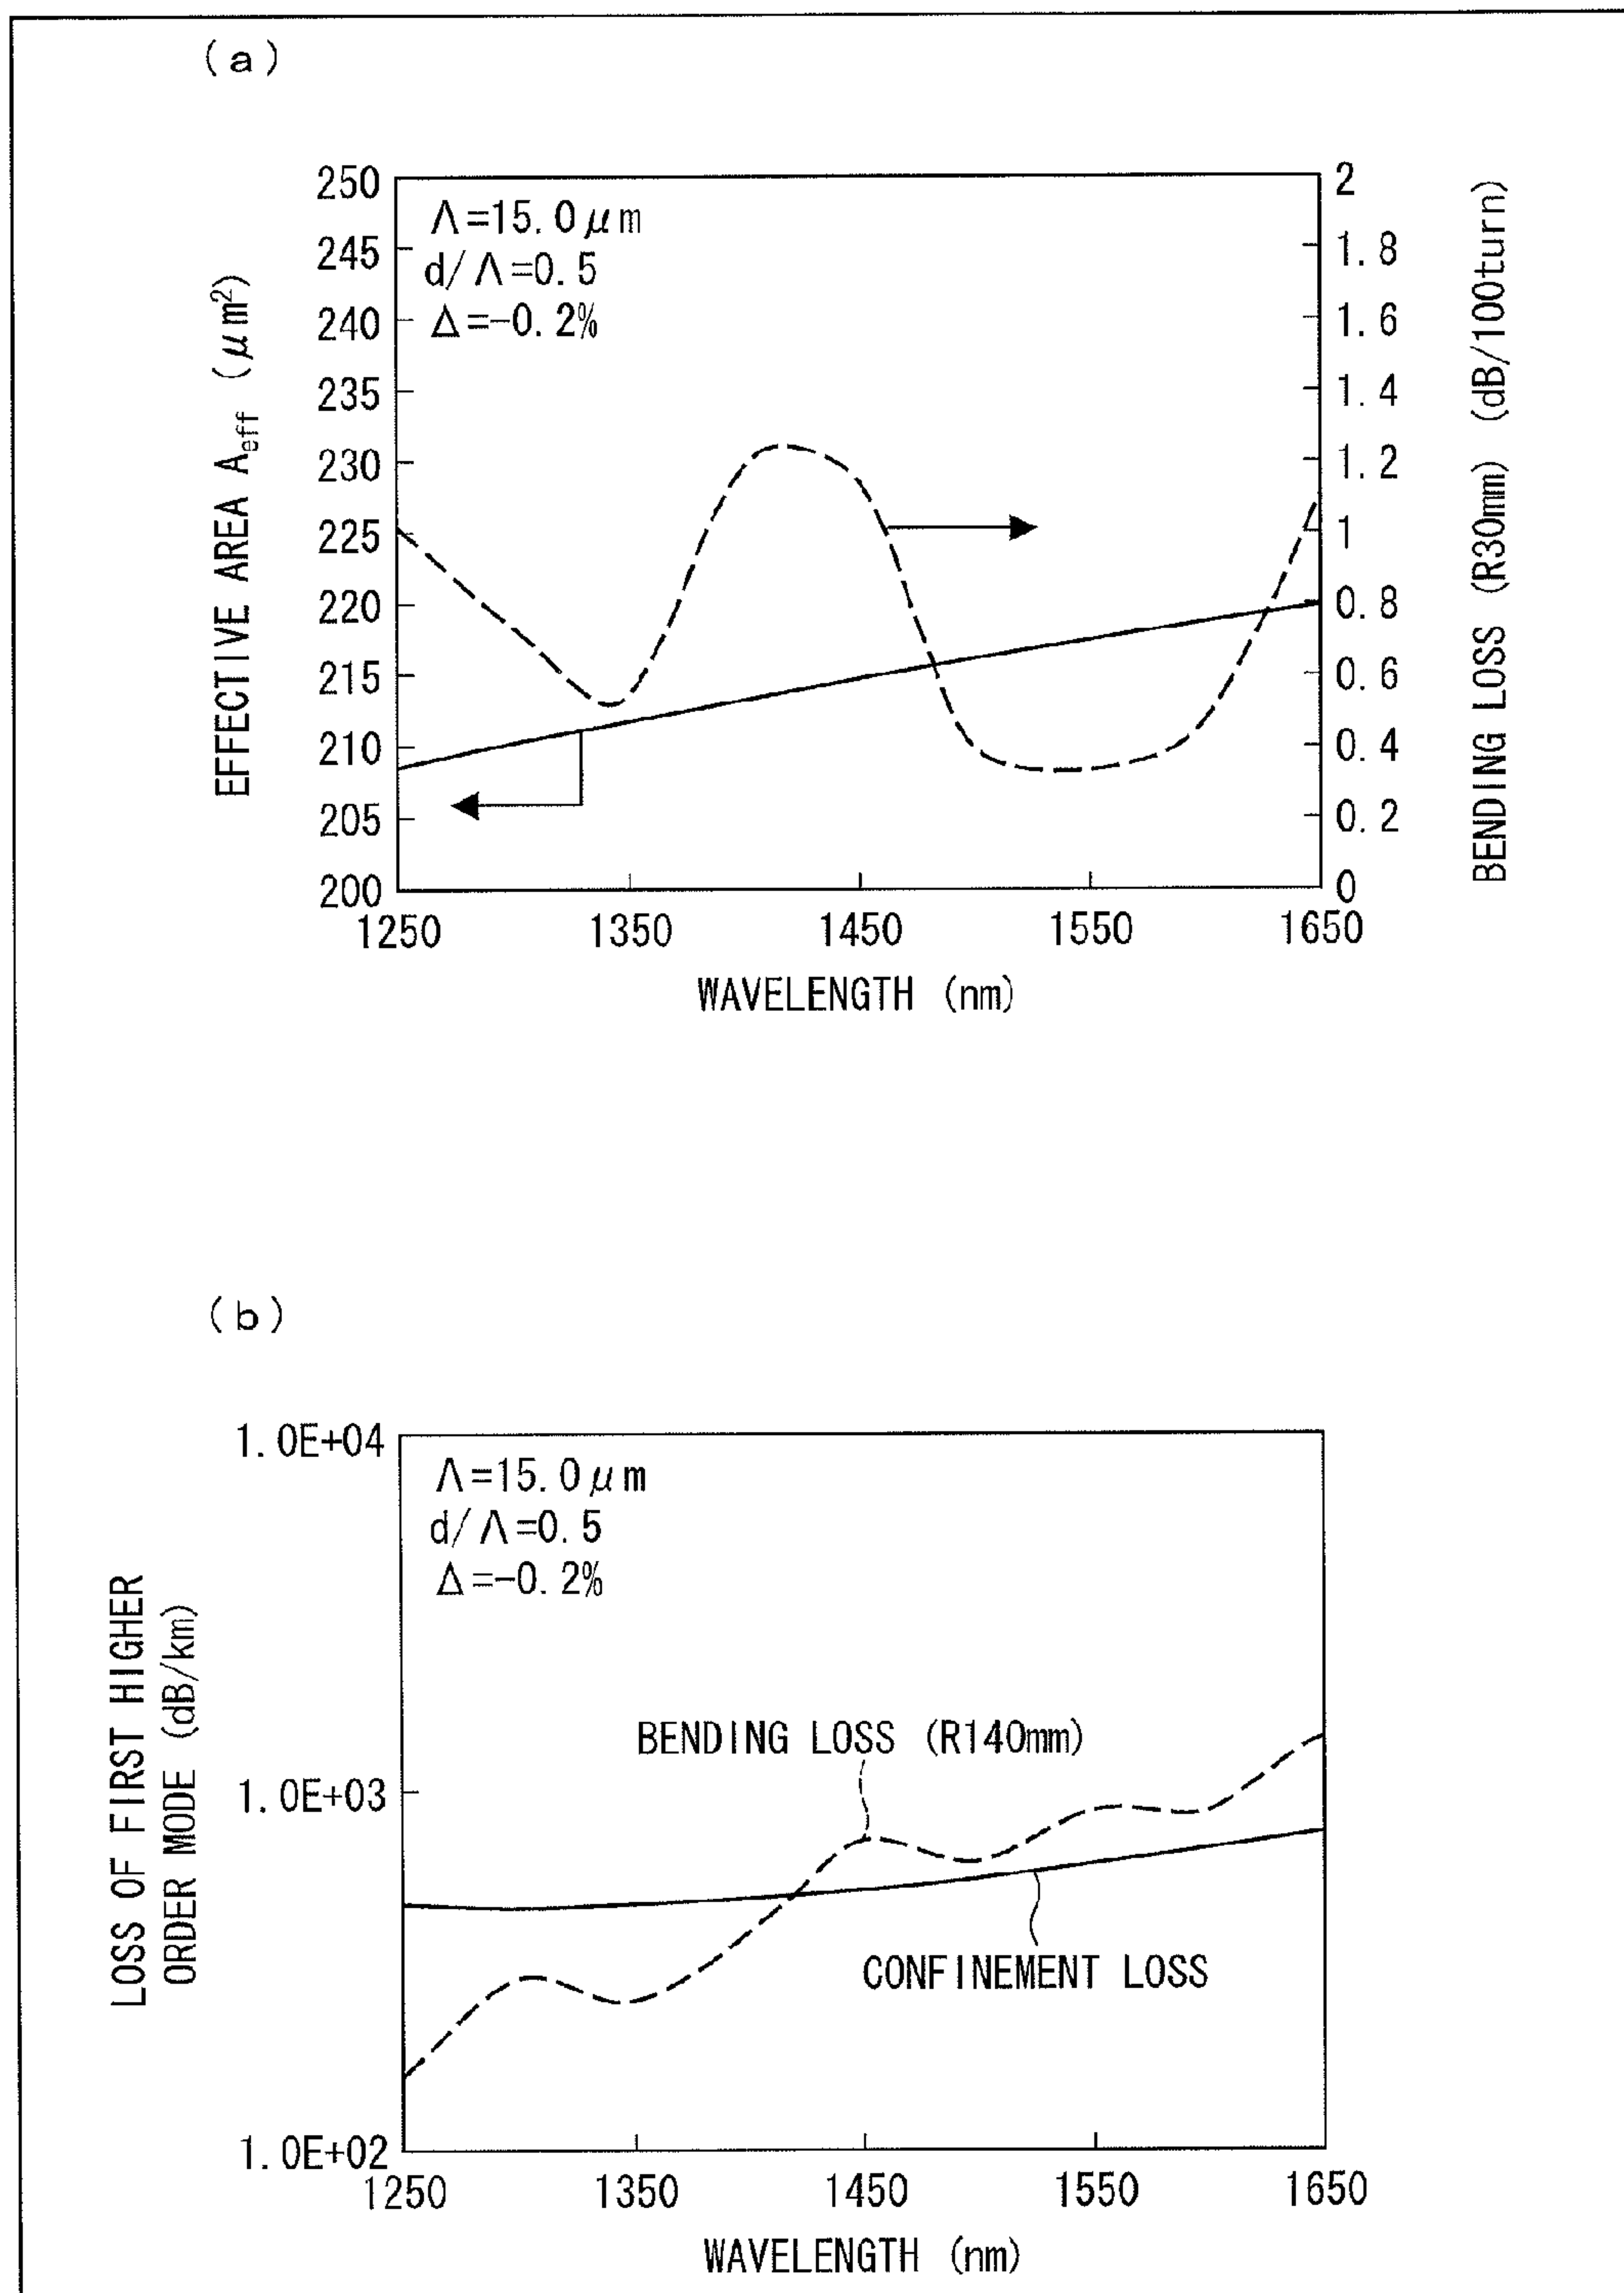 (a)
EFFECTIVE AREA Aeff (μm²)
250
245
240
235
230
225
220
215
210
205
200
Λ=15.0μm
d/Λ=0.5
Δ=-0.2%
2
1.8
1.6
1.4
1.2
1
0.8
0.6
0.4
0.2
0
BENDING LOSS (R30mm) (dB/100turn)
1250 1350 1450 1550 1650
WAVELENGTH (nm)
(b)
LOSS OF FIRST HIGHER
ORDER MODE (dB/km)
1.0E+04
1.0E+03
1.0E+02
Λ=15.0μm
d/Λ=0.5
Δ=-0.2%
BENDING LOSS (R140mm)
CONFINEMENT LOSS
1250 1350 1450 1550 1650
WAVELENGTH (nm)